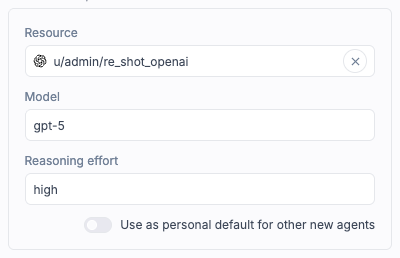 Resource
u/admin/re_shot_openai
Model
gpt-5
Reasoning effort
high
Use as personal default for other new agents